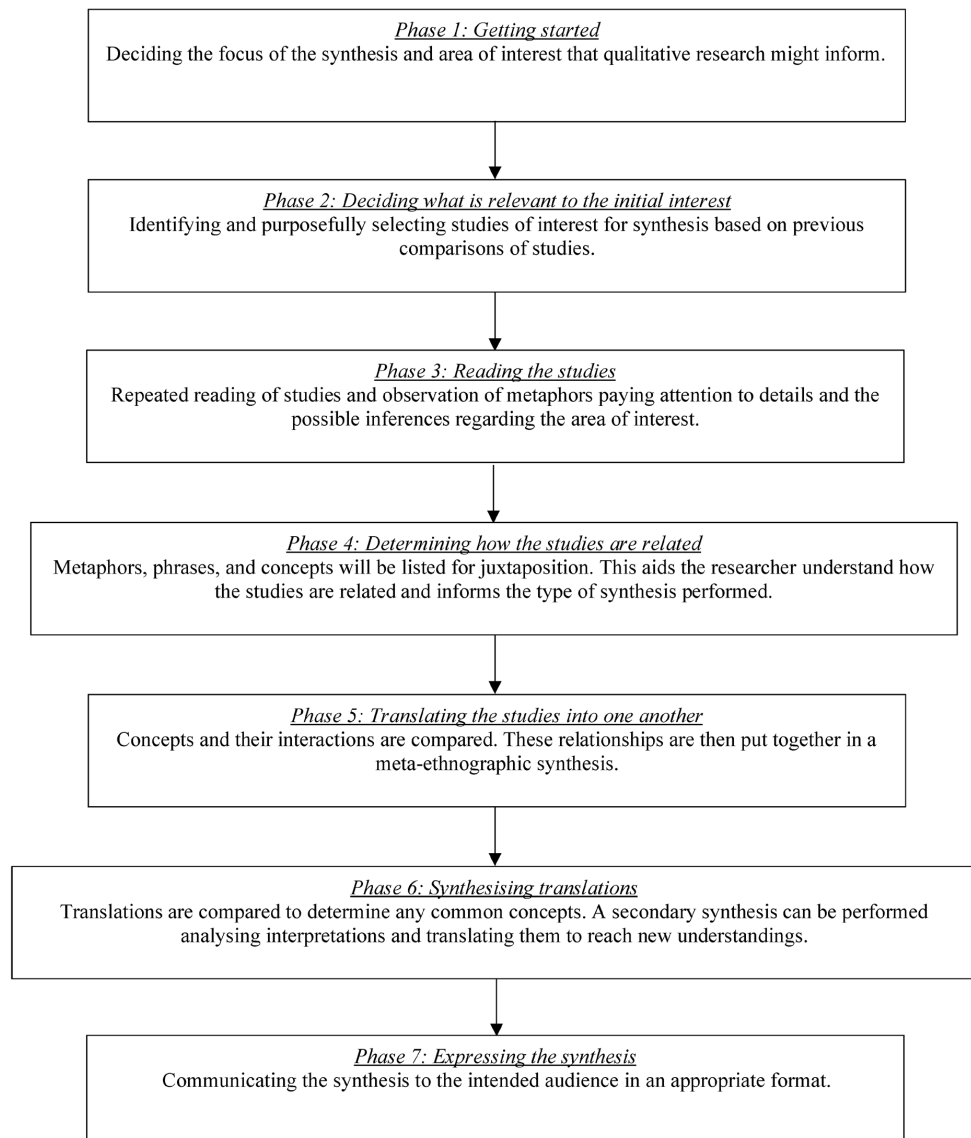 Phase 1: Getting started
Deciding the focus of the synthesis and area of interest that qualitative research might inform.
Phase 2: Deciding what is relevant to the initial interest
Identifying and purposefully selecting studies of interest for synthesis based on previous
comparisons of studies.
Phase 3: Reading the studies
Repeated reading of studies and observation of metaphors paying attention to details and the
possible inferences regarding the area of interest.
Phase 4: Determining how the studies are related
Metaphors, phrases, and concepts will be listed for juxtaposition. This aids the researcher understand how
the studies are related and informs the type of synthesis performed.
Phase 5: Translating the studies into one another
Concepts and their interactions are compared. These relationships are then put together in a
meta-ethnographic synthesis.
Phase 6: Synthesising translations
Translations are compared to determine any common concepts. A secondary synthesis can be performed
analysing interpretations and translating them to reach new understandings.
Phase 7: Expressing the synthesis
Communicating the synthesis to the intended audience in an appropriate format.